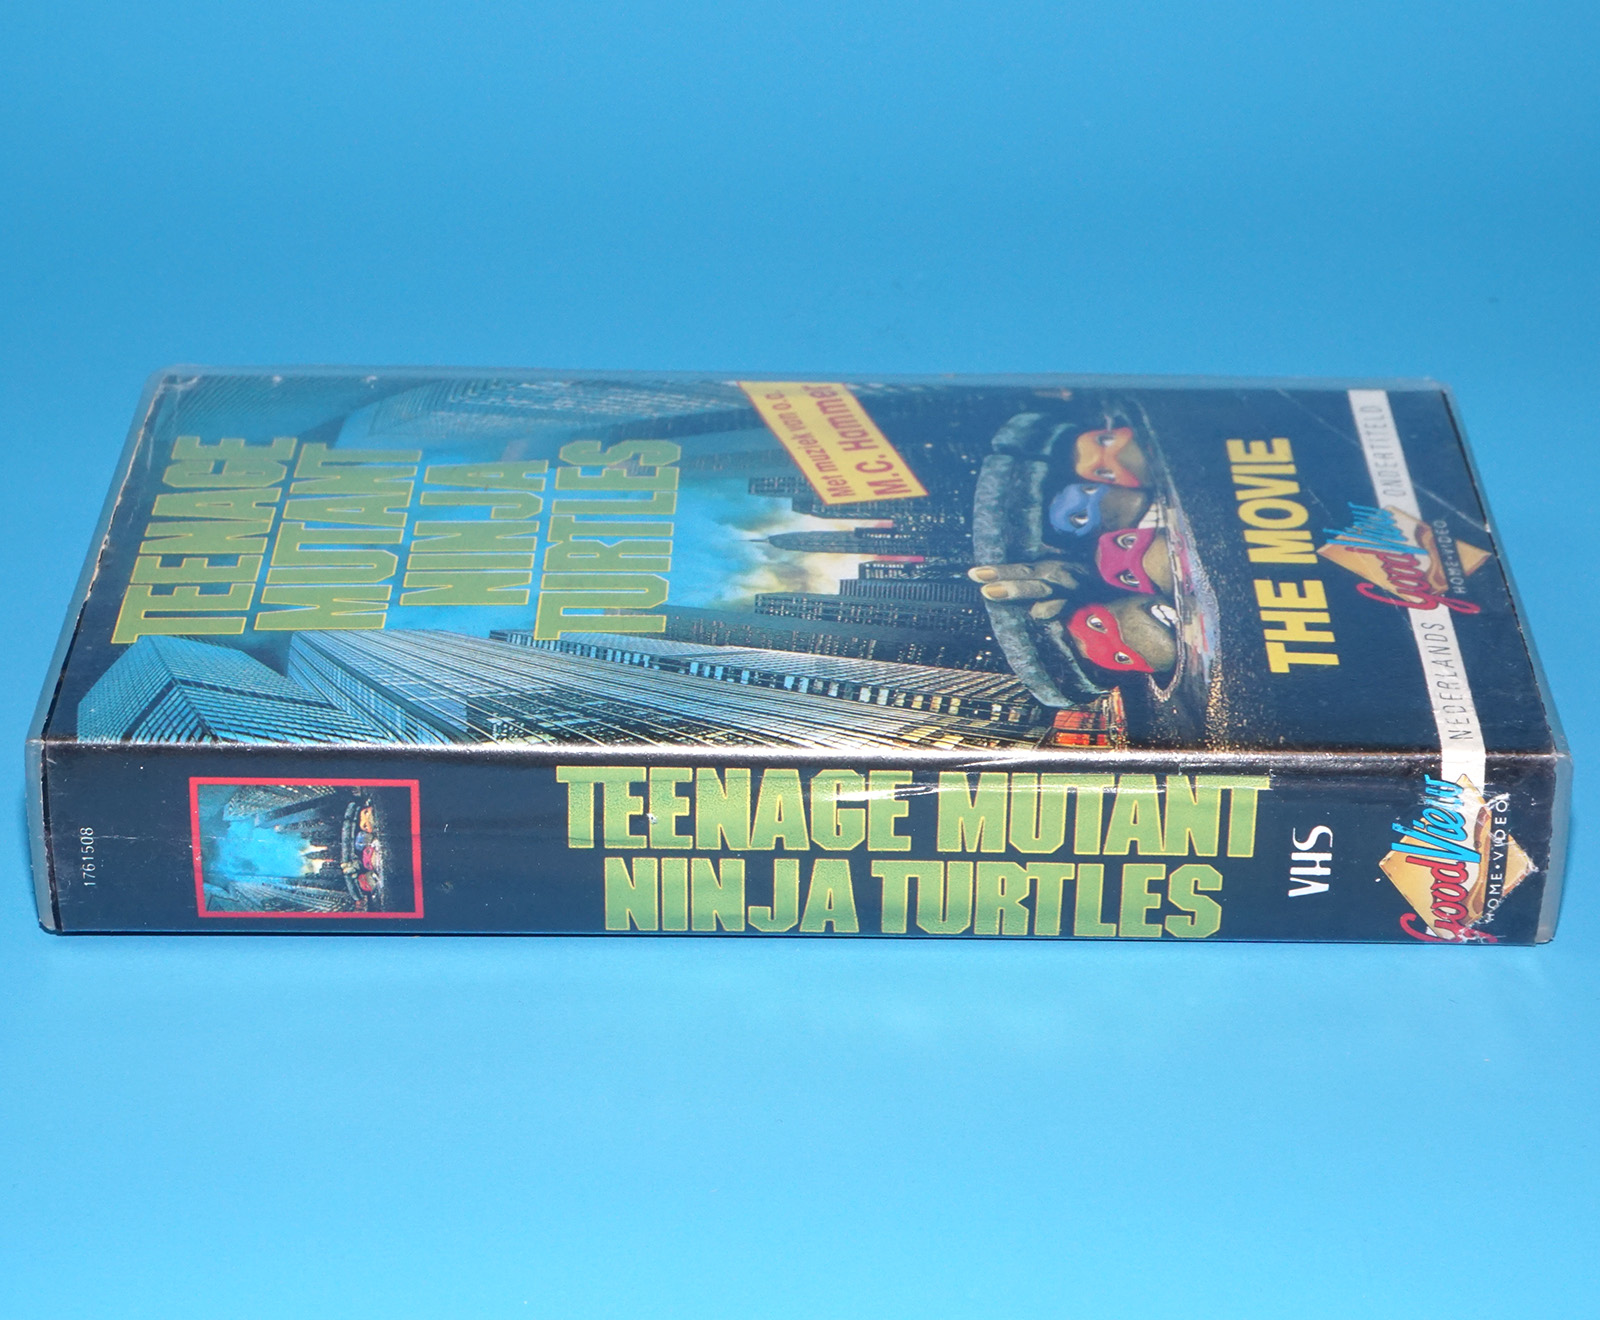 TEENAGE
MUTANT
NINJA
TURTLES
Met muziek van o.a.
M.C. Hammer
THE MOVIE
NEDERLANDS ONDERTITELD
GoodView
HOME•VIDEO
1761508
TEENAGE MUTANT
NINJA TURTLES
VHS
GoodView
HOME•VIDEO